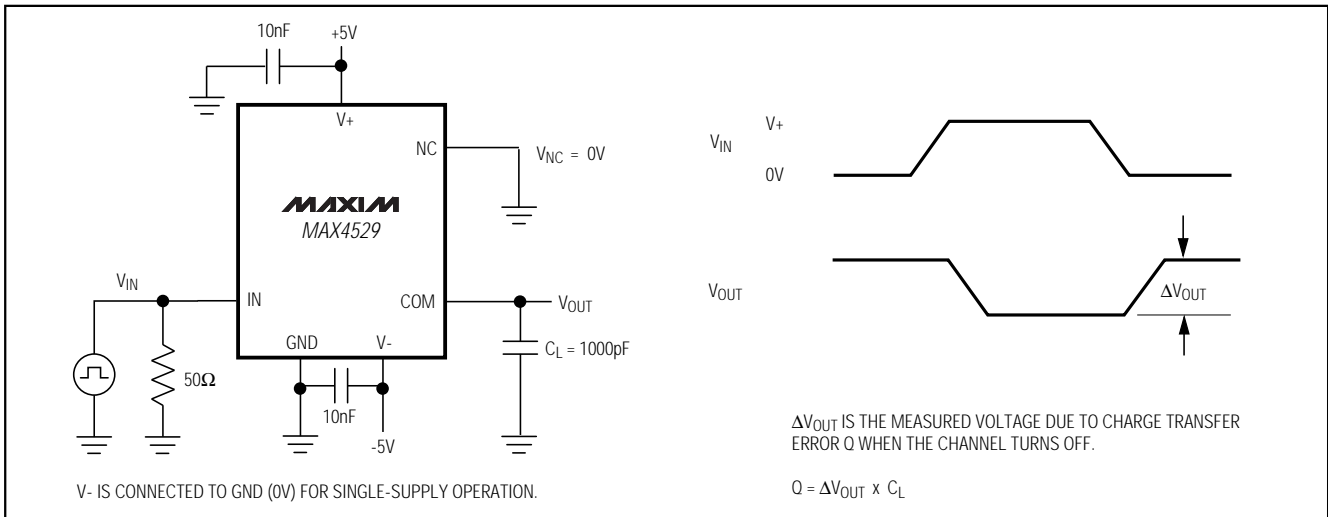 10nF
+5V
V+
NC
VNC = 0V
MAXIM
MAX4529
VIN
IN
COM
VOUT
GND
V-
CL = 1000pF
50Ω
10nF
-5V
V- IS CONNECTED TO GND (0V) FOR SINGLE-SUPPLY OPERATION.
VIN
V+
0V
VOUT
ΔVOUT
ΔVOUT IS THE MEASURED VOLTAGE DUE TO CHARGE TRANSFER
ERROR Q WHEN THE CHANNEL TURNS OFF.
Q = ΔVOUT x CL